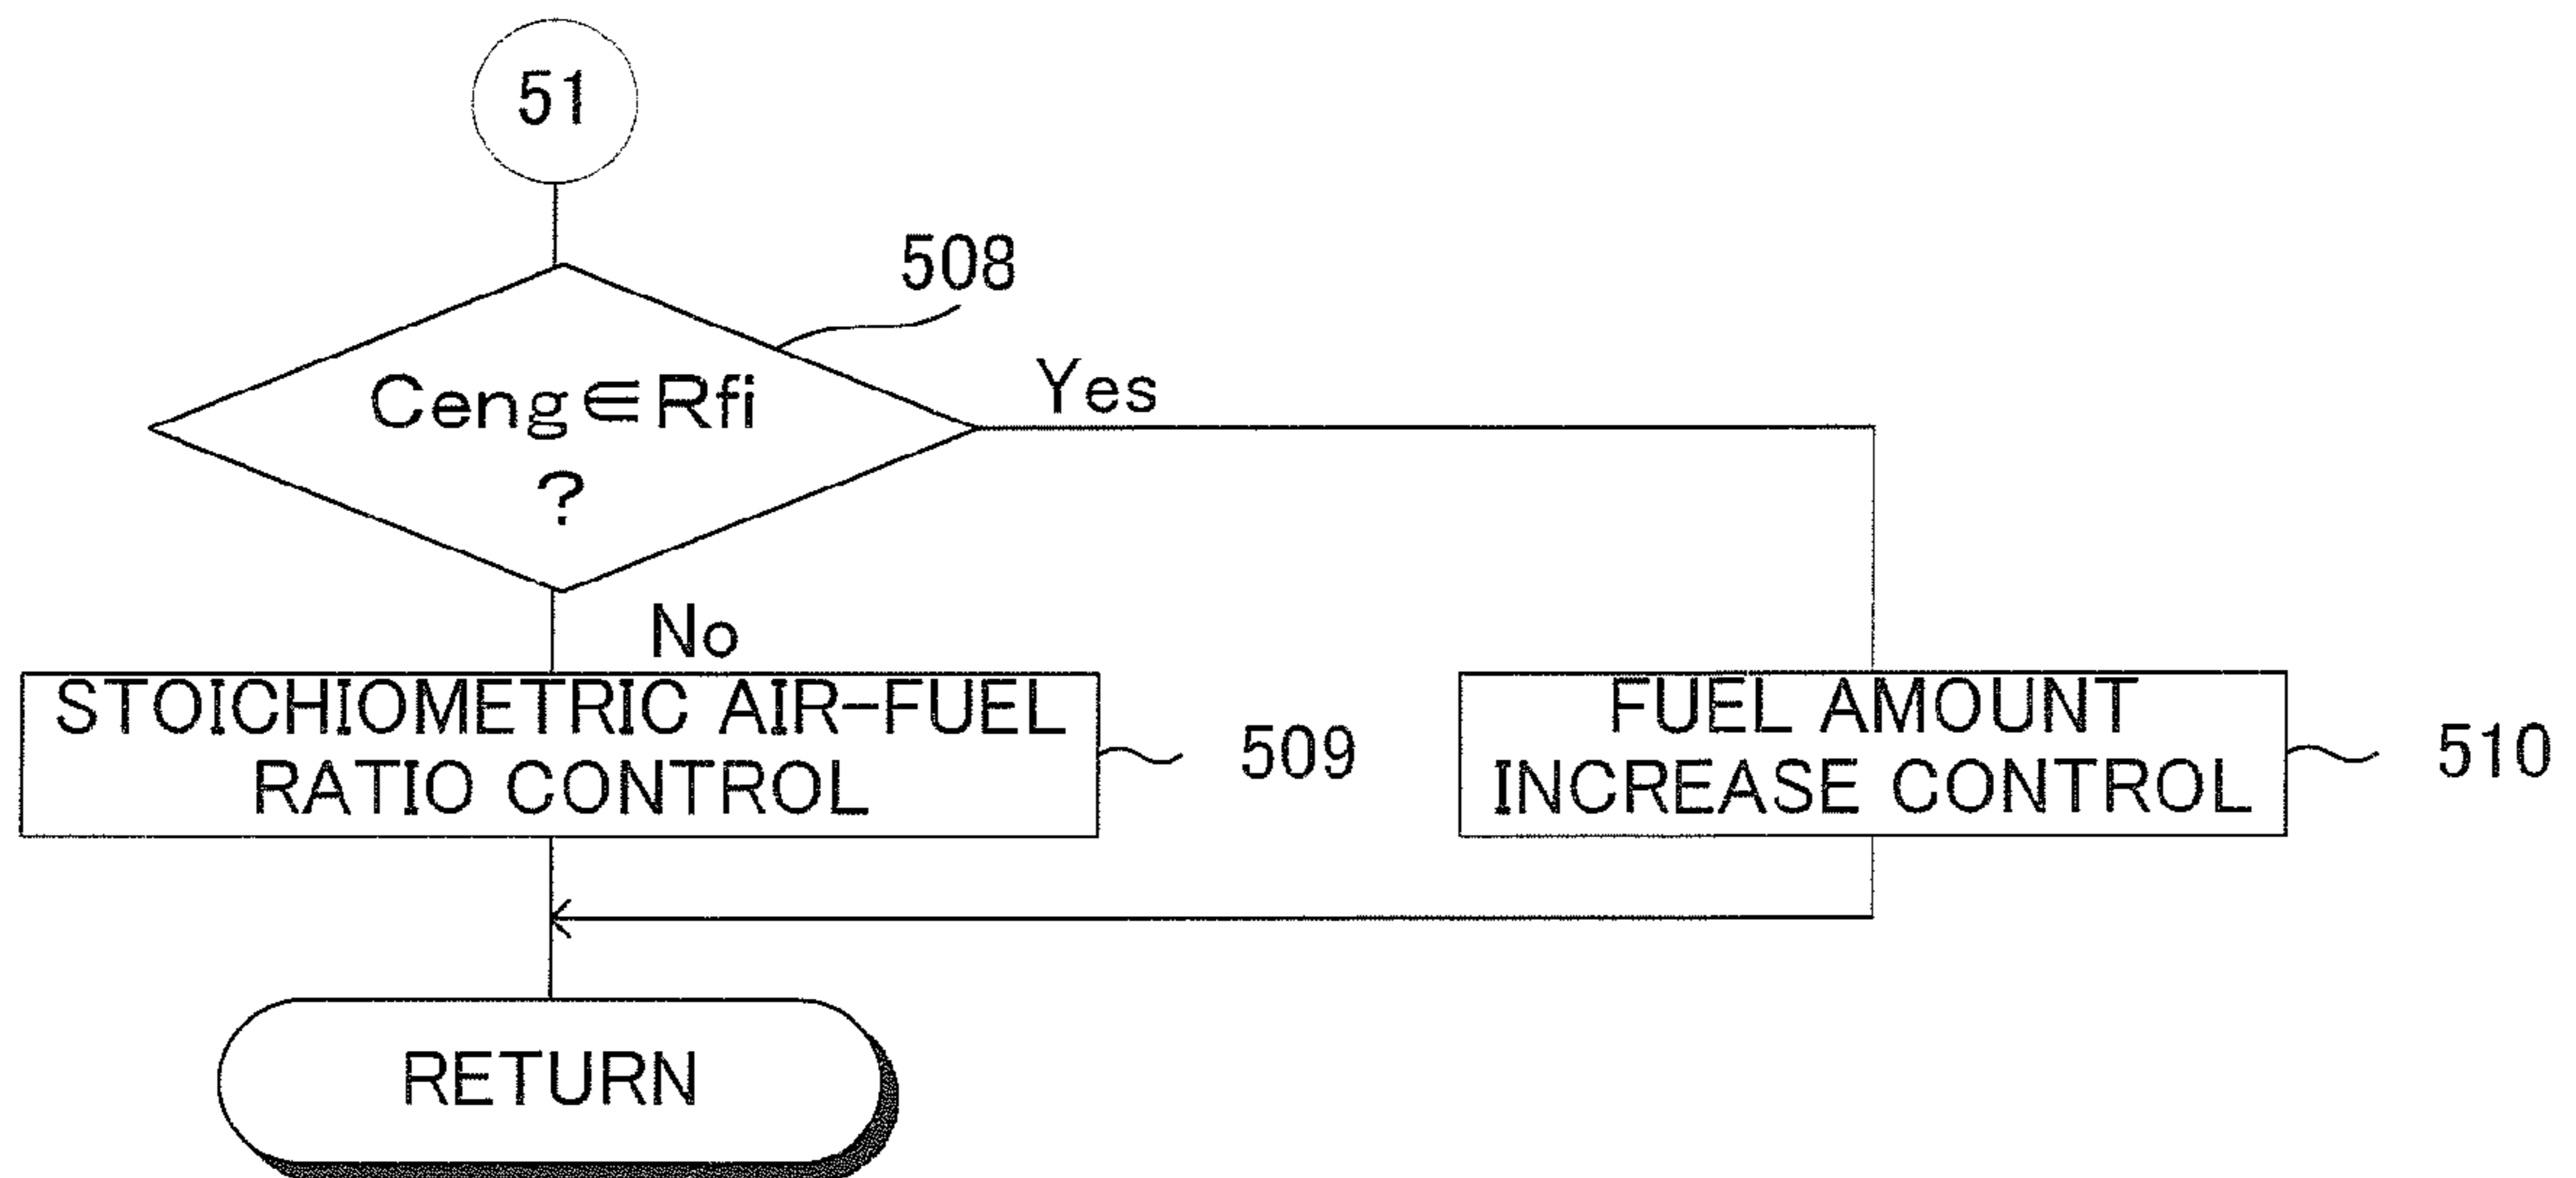 51
508
Ceng∈Rfi
?
Yes
No
STOICHIOMETRIC AIR-FUEL
RATIO CONTROL
509
FUEL AMOUNT
INCREASE CONTROL
510
RETURN